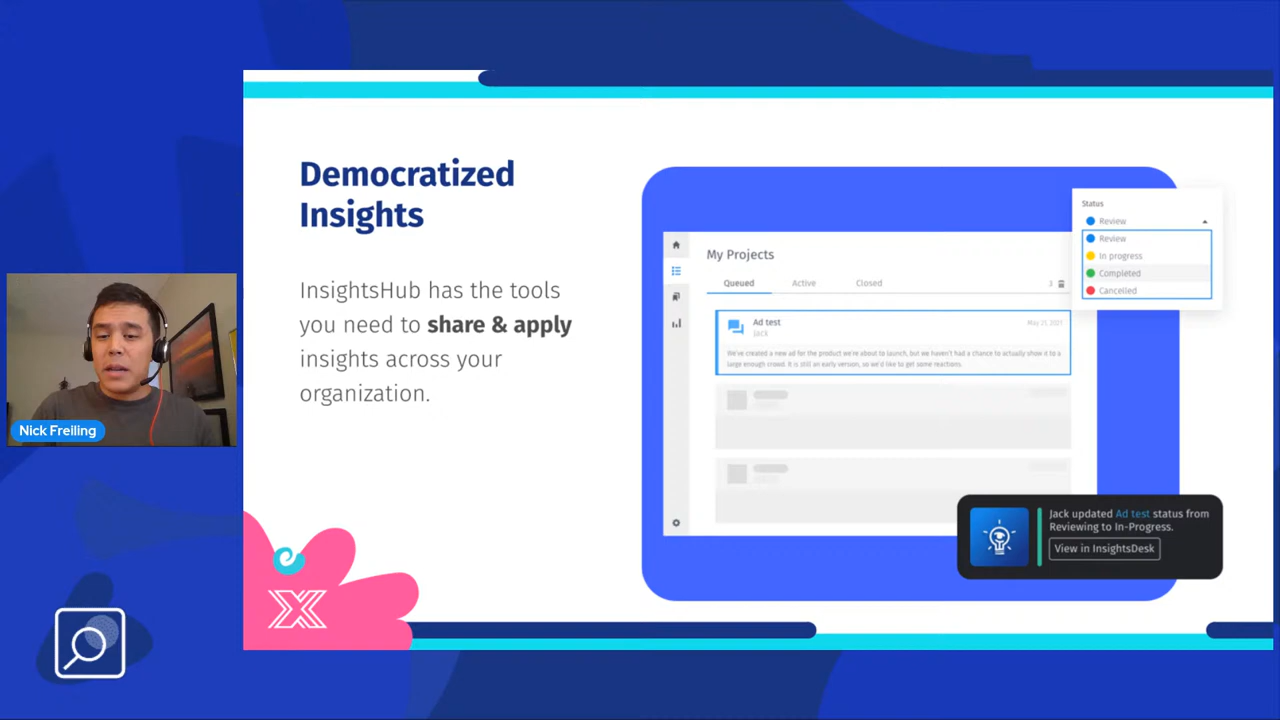 Democratized
Insights
InsightsHub has the tools
you need to share & apply
insights across your
organization.
Nick Freiling
My Projects
Queued Active Closed 3
Ad test May 21, 2021
Jack
We've created a new ad for the product we're about to launch, but we haven't had a chance to actually show it to a
large enough crowd. It is still an early version, so we'd like to get some reactions.
Status
Review
Review
In progress
Completed
Cancelled
Jack updated Ad test status from
Reviewing to In-Progress.
View in InsightsDesk